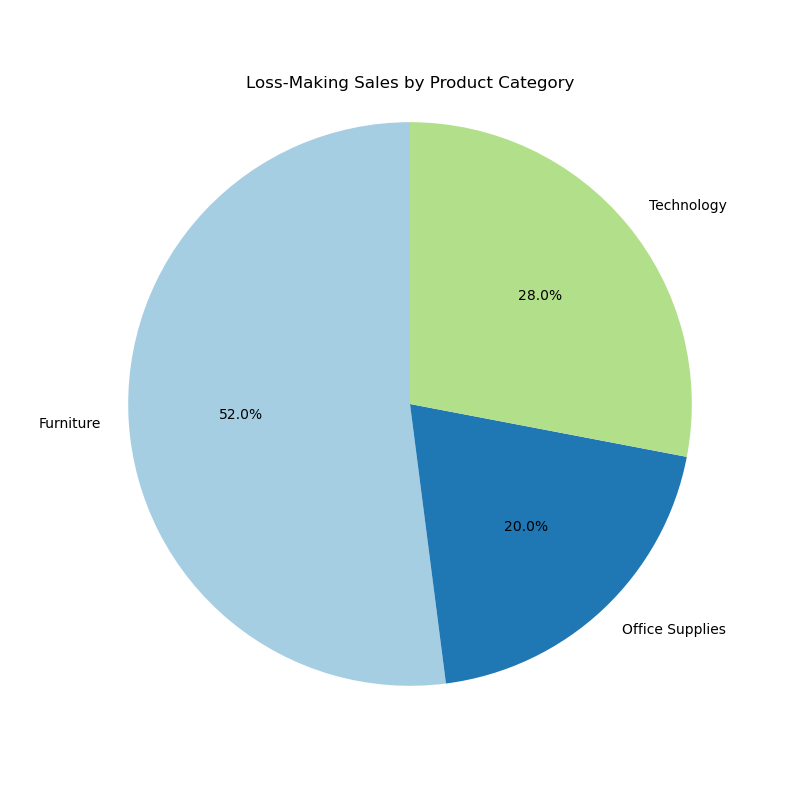 Loss-Making Sales by Product Category
Technology
28.0%
52.0%
Furniture
20.0%
Office Supplies